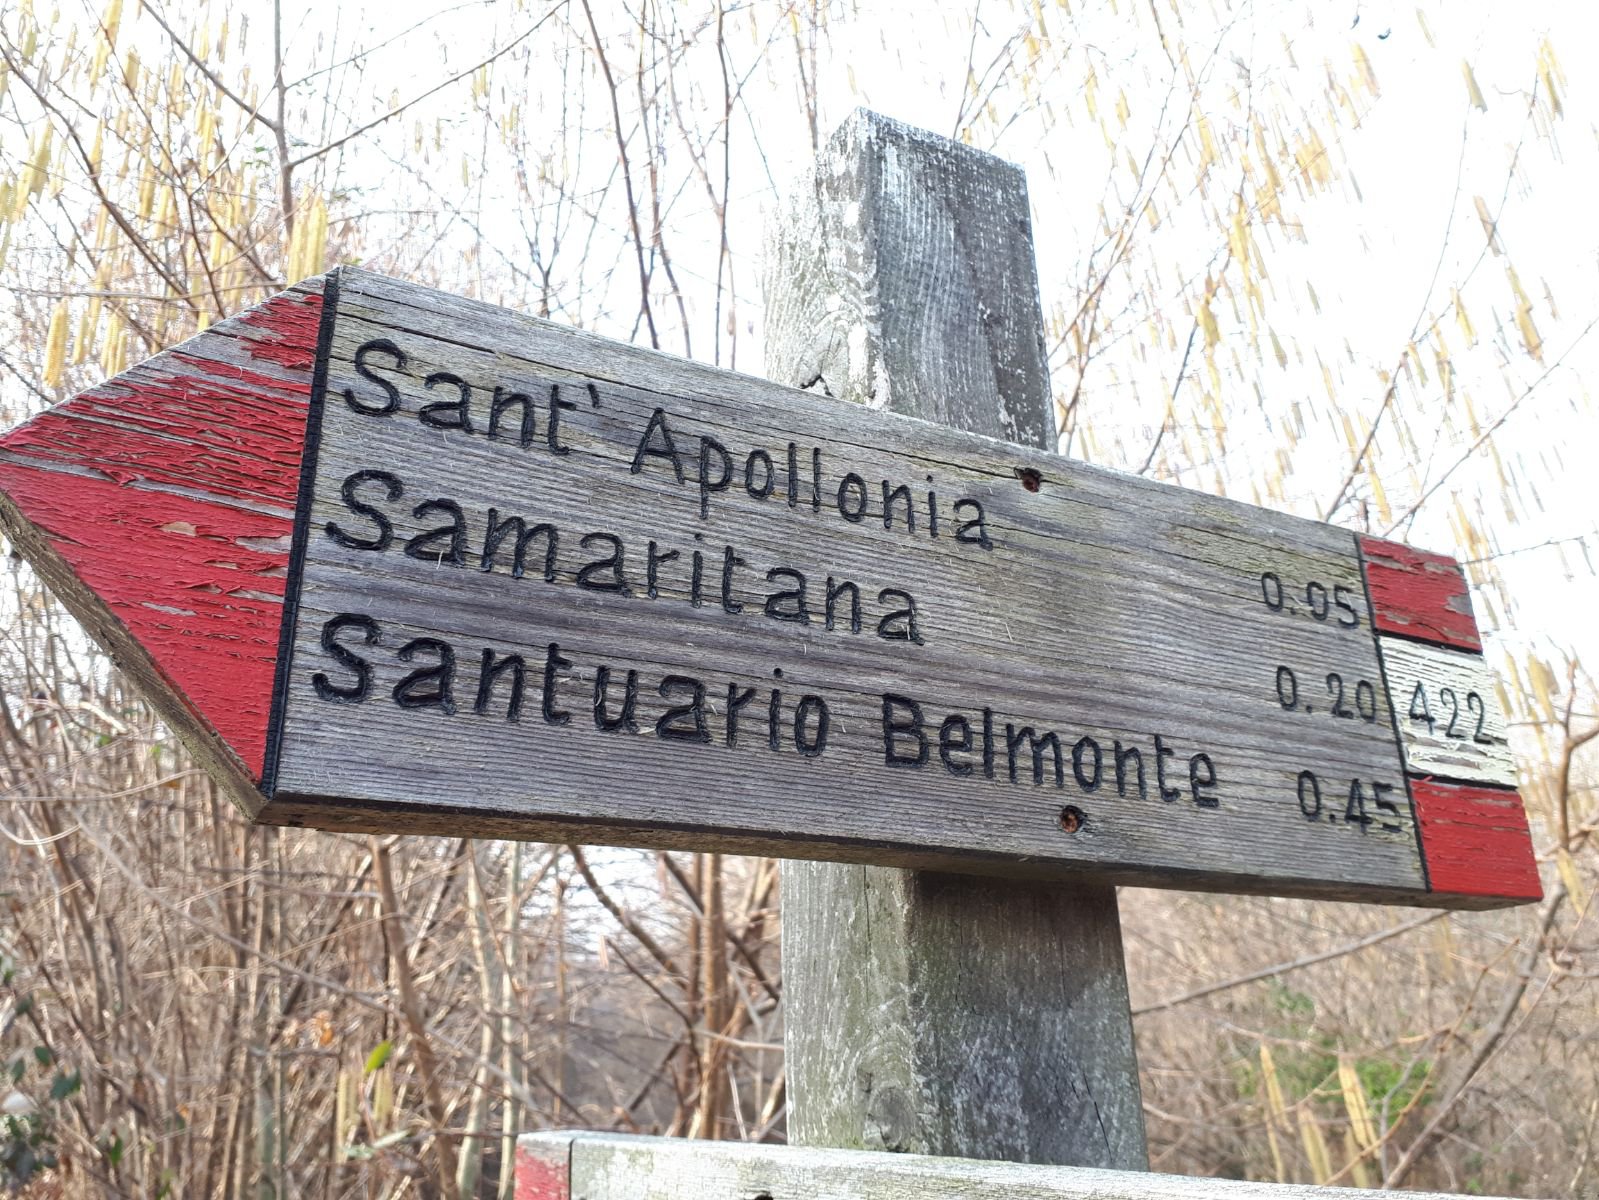 Sant' Apollonia 0.05
Samaritana 0.20
Santuario Belmonte 0.45
422